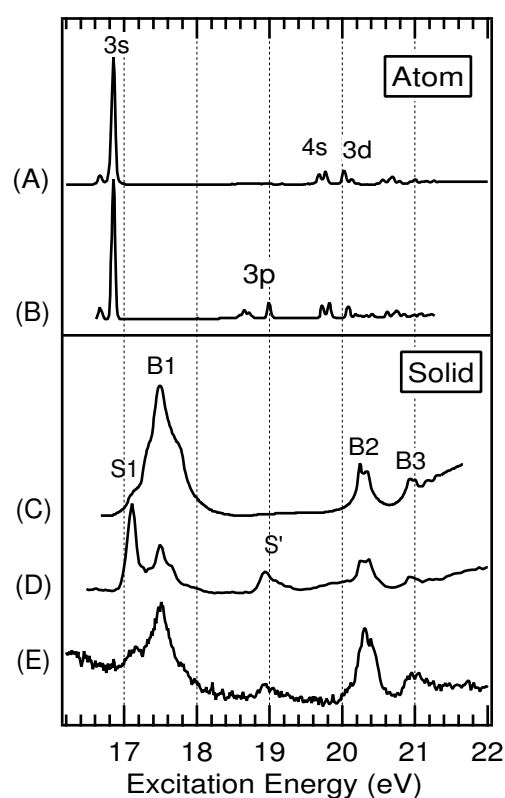 3s
Atom
4s
3d
(A)
3p
(B)
B1
Solid
S1
B2
B3
(C)
S'
(D)
(E)
17 18 19 20 21 22
Excitation Energy (eV)